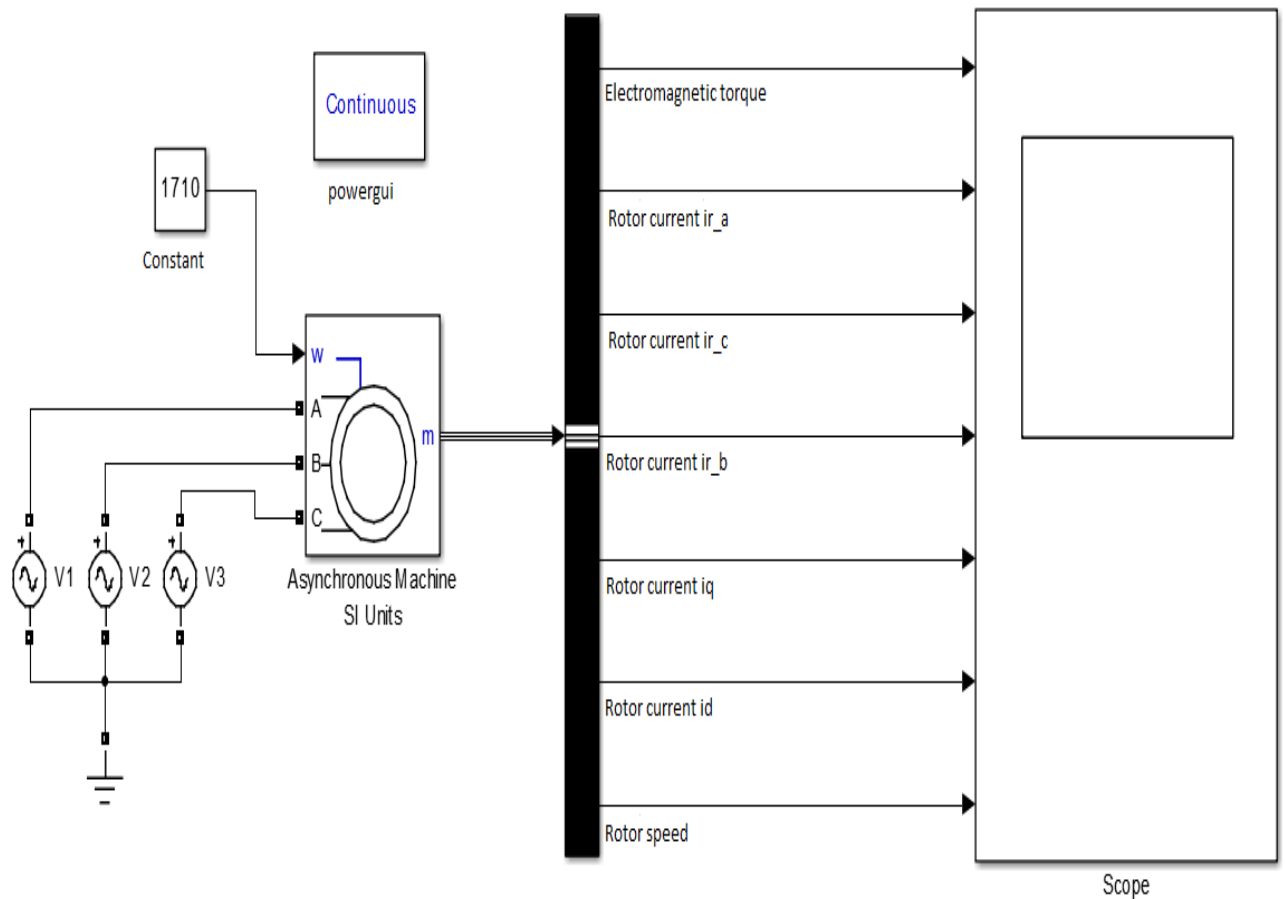 Continuous
powergui
1710
Constant
w
A
B
C
m
Asynchronous Machine
SI Units
+
V1
+
V2
+
V3
Electromagnetic torque
Rotor current ir_a
Rotor current ir_c
Rotor current ir_b
Rotor current iq
Rotor current id
Rotor speed
Scope